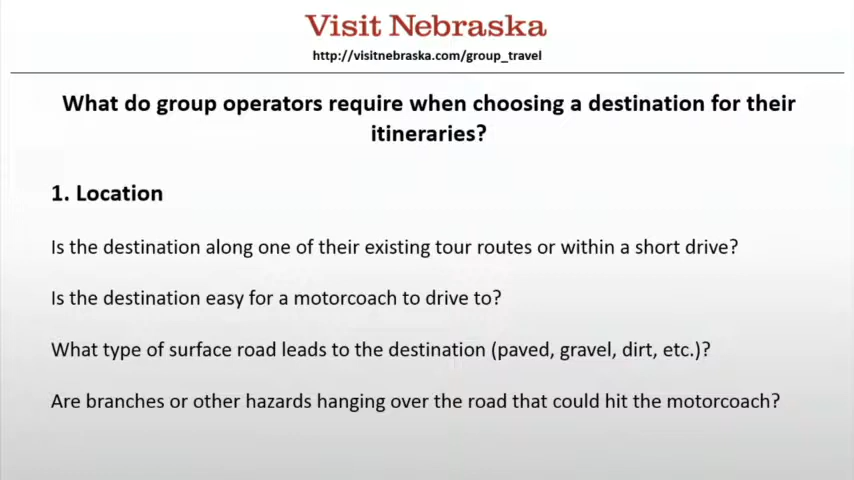 Visit Nebraska
http://visitnebraska.com/group_travel
What do group operators require when choosing a destination for their
itineraries?
1. Location
Is the destination along one of their existing tour routes or within a short drive?
Is the destination easy for a motorcoach to drive to?
What type of surface road leads to the destination (paved, gravel, dirt, etc.)?
Are branches or other hazards hanging over the road that could hit the motorcoach?